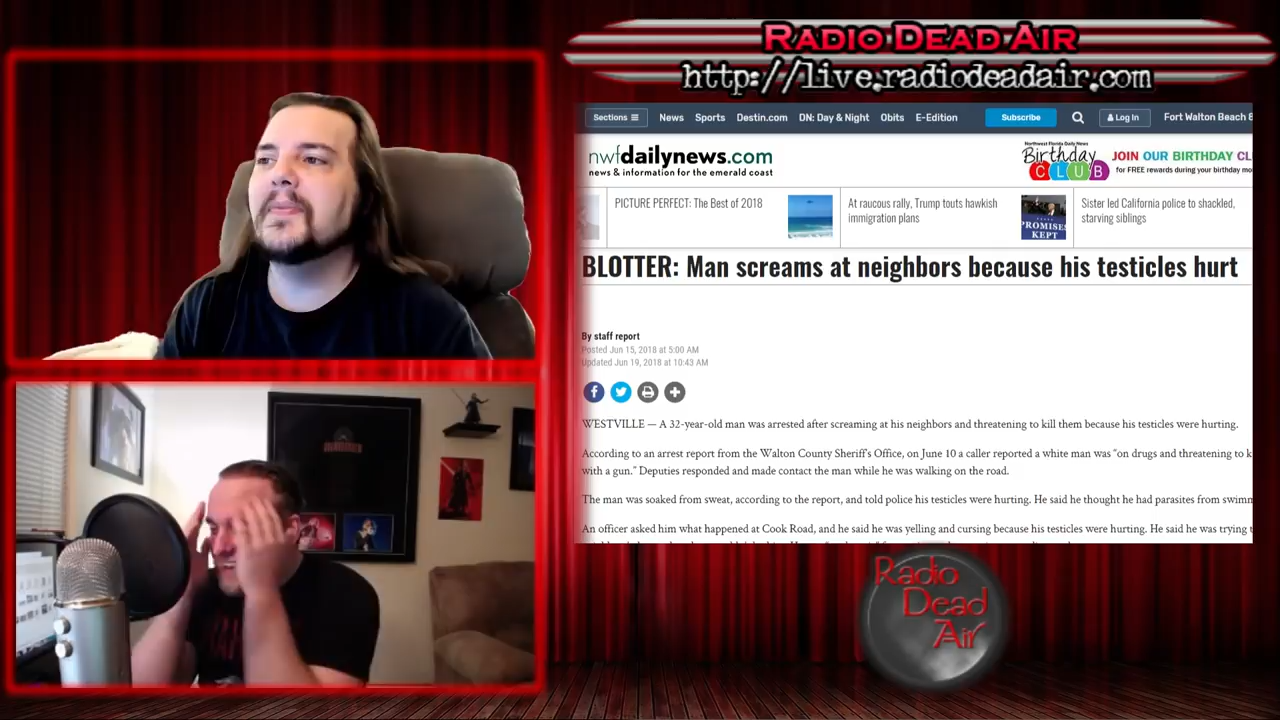 RADIO DEAD AIR
http://live.radiodeadair.com
Sections News Sports Destin.com DN: Day & Night Obits E-Edition Subscribe Log In Fort Walton Beach
nwfdailynews.com
news & information for the emerald coast
Birthday CLUB
JOIN OUR BIRTHDAY CL
for FREE rewards during your birthday mo
PICTURE PERFECT: The Best of 2018
At raucous rally, Trump touts hawkish
immigration plans
PROMISES
KEPT
Sister led California police to shackled,
starving siblings
BLOTTER: Man screams at neighbors because his testicles hurt
By staff report
Posted Jun 15, 2018 at 5:00 AM
Updated Jun 19, 2018 at 10:43 AM
WESTVILLE — A 32-year-old man was arrested after screaming at his neighbors and threatening to kill them because his testicles were hurting.
According to an arrest report from the Walton County Sheriff's Office, on June 10 a caller reported a white man was "on drugs and threatening to k
with a gun." Deputies responded and made contact the man while he was walking on the road.
The man was soaked from sweat, according to the report, and told police his testicles were hurting. He said he thought he had parasites from swimm
An officer asked him what happened at Cook Road, and he said he was yelling and cursing because his testicles were hurting. He said he was trying
Radio
Dead
Air